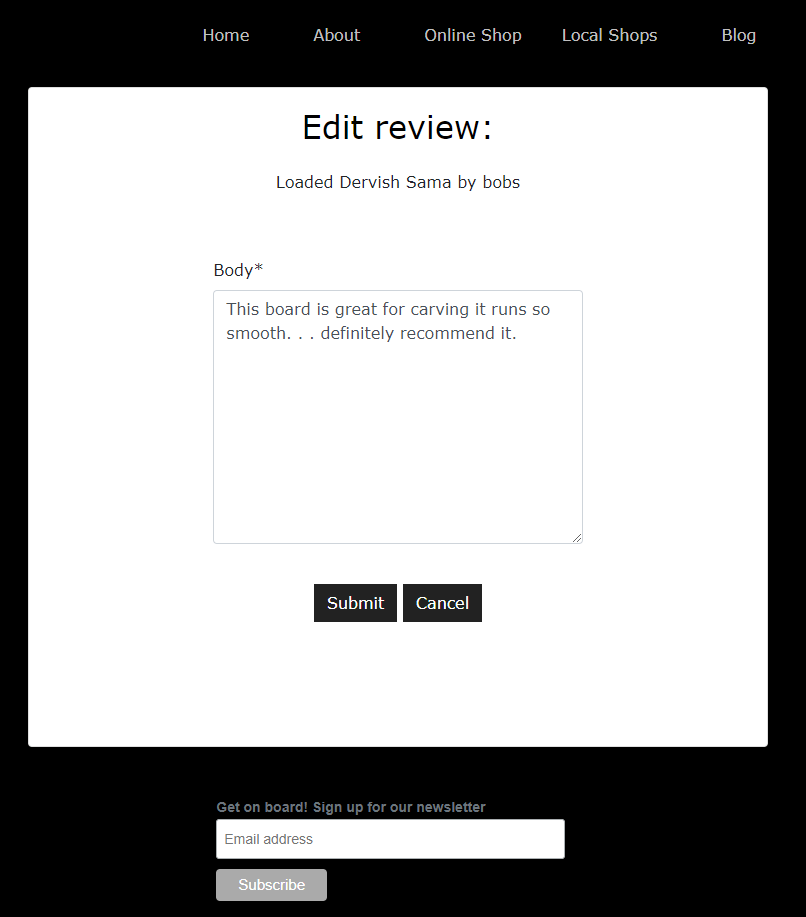 Home About Online Shop Local Shops Blog
Edit review:
Loaded Dervish Sama by bobs
Body*
This board is great for carving it runs so
smooth. . . definitely recommend it.
Submit Cancel
Get on board! Sign up for our newsletter
Email address
Subscribe